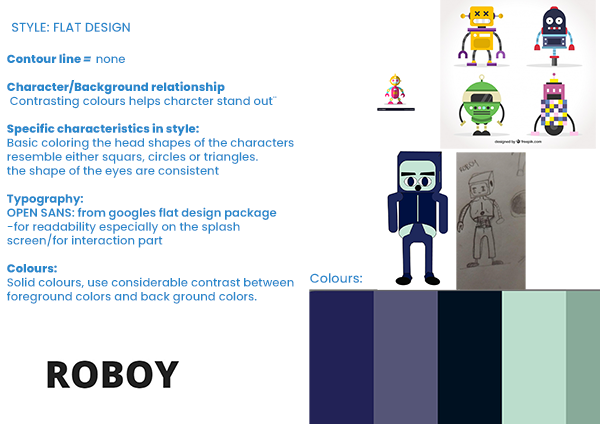 STYLE: FLAT DESIGN
Contour line= none
Character/Background relationship
Contrasting colours helps charcter stand out¨
Specific characteristics in style:
Basic coloring the head shapes of the characters
resemble either squars, circles or triangles.
the shape of the eyes are consistent
Typography:
OPEN SANS: from googles flat design package
-for readability especially on the splash
screen/for interaction part
Colours:
Solid colours, use considerable contrast between
foreground colors and back ground colors.
ROBOY
designed by freepik.com
ROBOY
Colours: